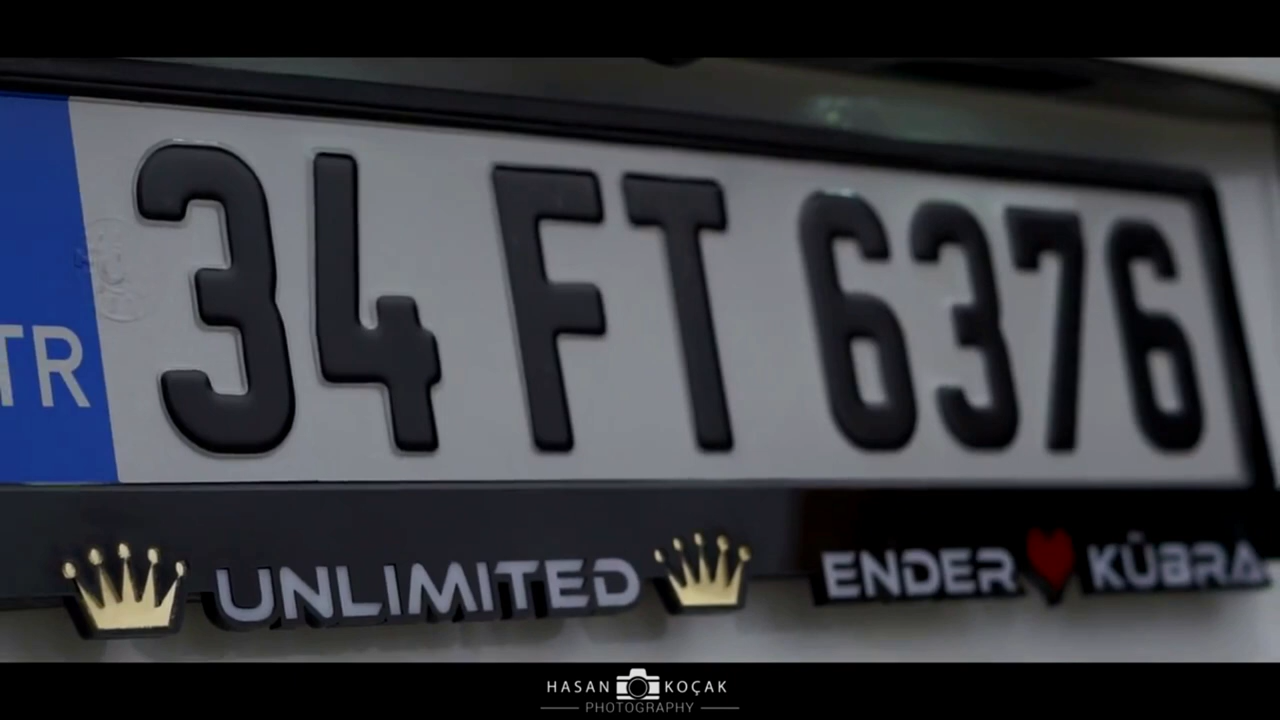 TR
34 FT 6376
UNLIMITED
ENDER KÜBRA
HASAN KOÇAK
PHOTOGRAPHY